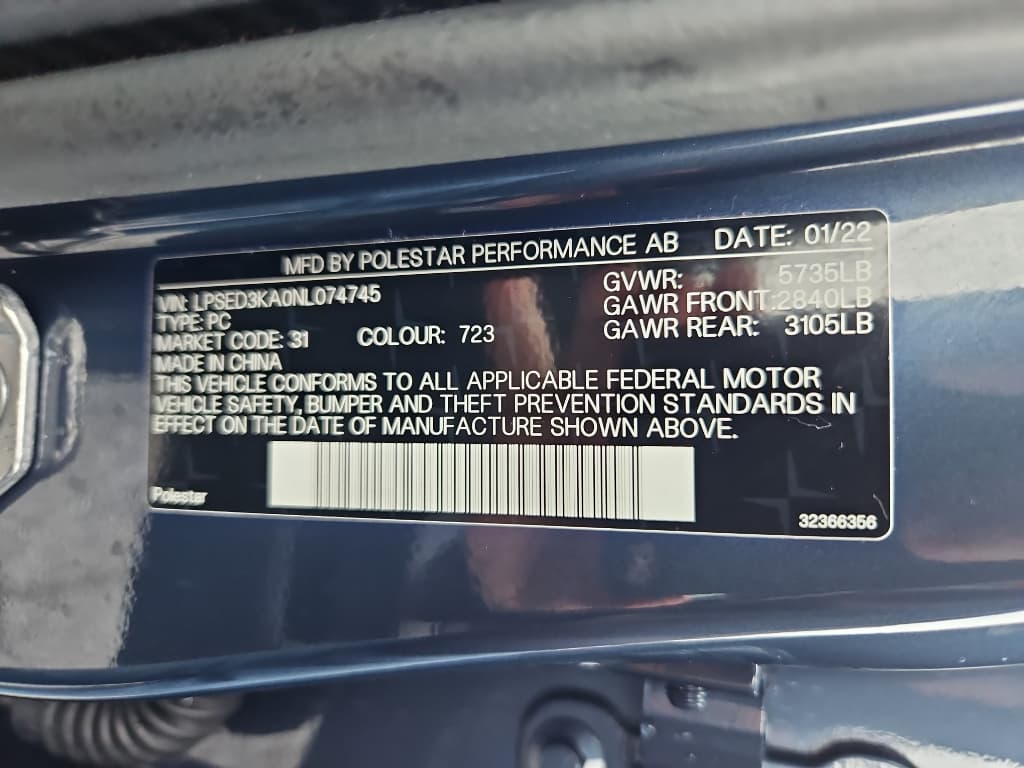 MFD BY POLESTAR PERFORMANCE AB DATE: 01/22
VIN: LPSED3KA0NL074745
GVWR: 5735LB
TYPE: PC
GAWR FRONT:2840LB
MARKET CODE: 31 COLOUR: 723
GAWR REAR: 3105LB
MADE IN CHINA
THIS VEHICLE CONFORMS TO ALL APPLICABLE FEDERAL MOTOR
VEHICLE SAFETY, BUMPER AND THEFT PREVENTION STANDARDS IN
EFFECT ON THE DATE OF MANUFACTURE SHOWN ABOVE.
Polestar
32366356